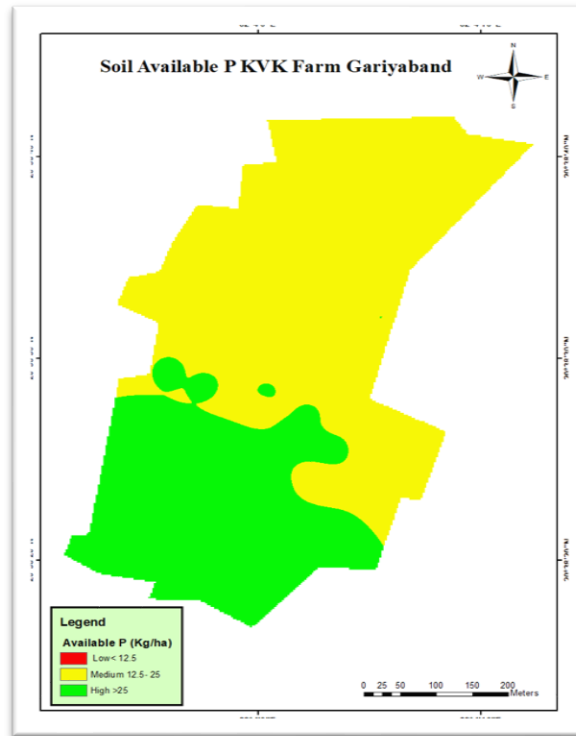 Soil Available P KVK Farm Gariyaband
N
W E
S
Legend
Available P (Kg/ha)
Low< 12.5
Medium 12.5- 25
High >25
0 25 50 100 150 200
Meters